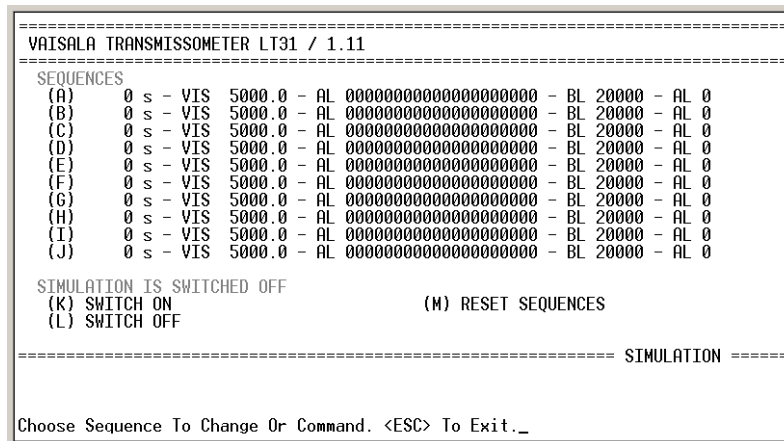 ================================================================================
VAISALA TRANSMISSOMETER LT31 / 1.11
================================================================================
SEQUENCES
(A) 0 s - VIS 5000.0 - AL 00000000000000000000 - BL 20000 - AL 0
(B) 0 s - VIS 5000.0 - AL 00000000000000000000 - BL 20000 - AL 0
(C) 0 s - VIS 5000.0 - AL 00000000000000000000 - BL 20000 - AL 0
(D) 0 s - VIS 5000.0 - AL 00000000000000000000 - BL 20000 - AL 0
(E) 0 s - VIS 5000.0 - AL 00000000000000000000 - BL 20000 - AL 0
(F) 0 s - VIS 5000.0 - AL 00000000000000000000 - BL 20000 - AL 0
(G) 0 s - VIS 5000.0 - AL 00000000000000000000 - BL 20000 - AL 0
(H) 0 s - VIS 5000.0 - AL 00000000000000000000 - BL 20000 - AL 0
(I) 0 s - VIS 5000.0 - AL 00000000000000000000 - BL 20000 - AL 0
(J) 0 s - VIS 5000.0 - AL 00000000000000000000 - BL 20000 - AL 0
SIMULATION IS SWITCHED OFF
(K) SWITCH ON (M) RESET SEQUENCES
(L) SWITCH OFF
============================================================== SIMULATION ======
Choose Sequence To Change Or Command. <ESC> To Exit._